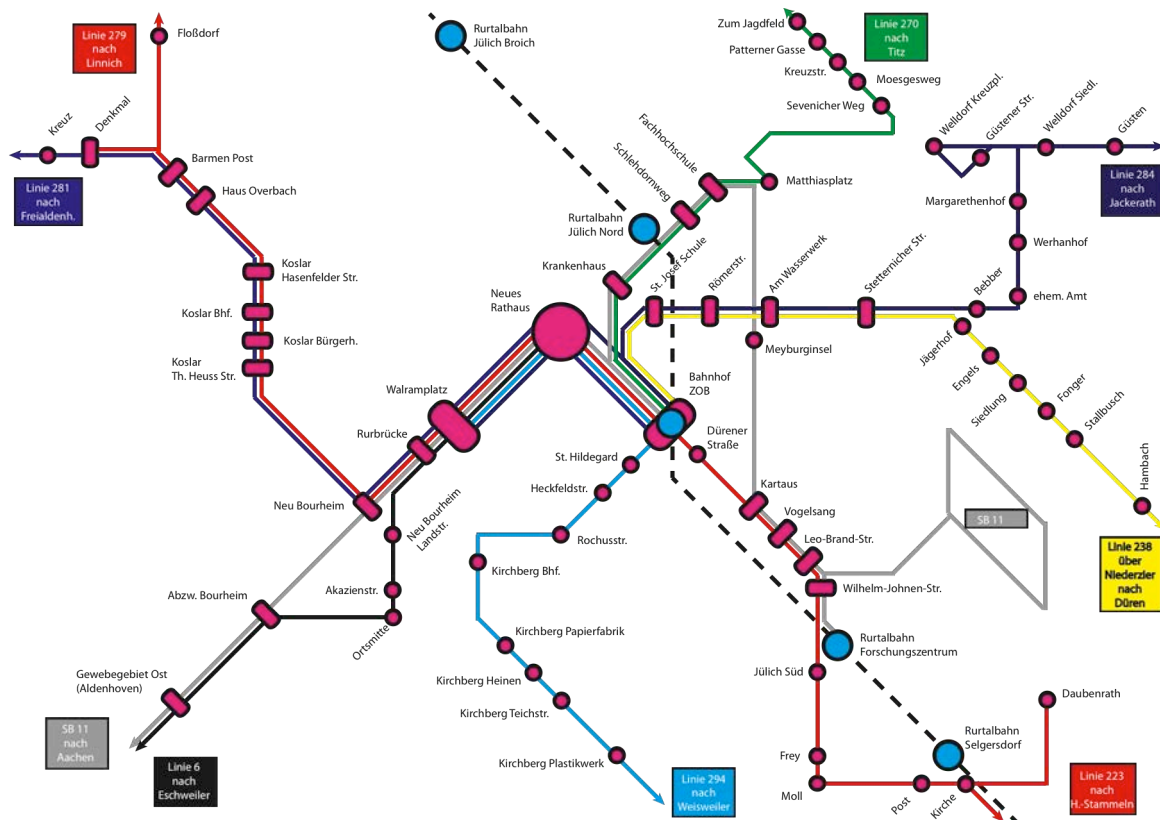 Linie 279
nach
Linnich
Floßdorf
Rurtalbahn
Jülich Broich
Zum Jagdfeld
Patterner Gasse
Kreuzstr.
Moesgesweg
Sevenicher Weg
Linie 270
nach
Titz
Kreuz
Denkmal
Barmen Post
Haus Overbach
Linie 281
nach
Freialdenh.
Welldorf Kreuzpl.
Güstener Str.
Welldorf Siedl.
Güsten
Linie 284
nach
Jackerath
Margarethenhof
Werhanhof
ehem. Amt
Bebber
Fachhochschule
Schlehdornweg
Matthiasplatz
Rurtalbahn
Jülich Nord
Krankenhaus
St. Josef Schule
Römerstr.
Am Wasserwerk
Stetternicher Str.
Koslar
Hasenfelder Str.
Koslar Bhf.
Koslar Bürgerh.
Koslar
Th. Heuss Str.
Neues
Rathaus
Walramplatz
Rurbrücke
Bahnhof
ZOB
Meyburginsel
Jägerhof
Engels
Siedlung
Fonger
Stallbusch
Hambach
Dürener
Straße
St. Hildegard
Heckfeldstr.
Rochusstr.
Kirchberg Bhf.
Neu Bourheim
Neu Bourheim
Landstr.
Akazienstr.
Ortsmitte
Abzw. Bourheim
Kartaus
Vogelsang
Leo-Brand-Str.
Wilhelm-Johnen-Str.
SB 11
Linie 238
über
Niederzier
nach
Düren
Kirchberg Papierfabrik
Kirchberg Heinen
Kirchberg Teichstr.
Kirchberg Plastikwerk
Rurtalbahn
Forschungszentrum
Jülich Süd
Gewebegebiet Ost
(Aldenhoven)
SB 11
nach
Aachen
Linie 6
nach
Eschweiler
Linie 294
nach
Weisweiler
Daubenrath
Rurtalbahn
Selgersdorf
Frey
Moll
Post
Kirche
Linie 223
nach
H.-Stammeln